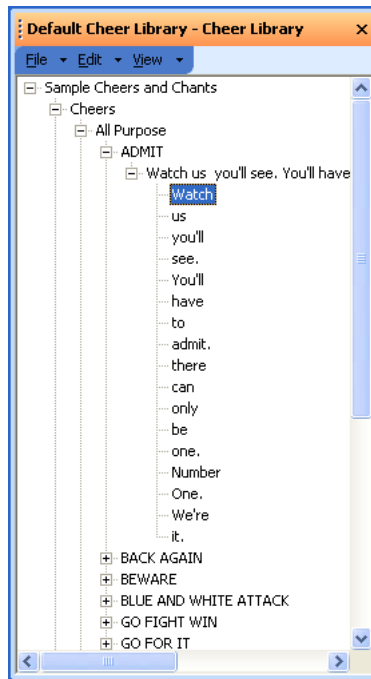 Default Cheer Library - Cheer Library
File Edit View
Sample Cheers and Chants
Cheers
All Purpose
ADMIT
Watch us you'll see. You'll have
Watch
us
you'll
see.
You'll
have
to
admit.
there
can
only
be
one.
Number
One.
We're
it.
BACK AGAIN
BEWARE
BLUE AND WHITE ATTACK
GO FIGHT WIN
GO FOR IT